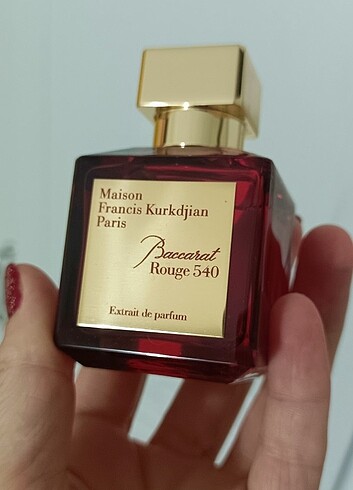 Maison
Francis Kurkdjian
Paris
Baccarat
Rouge 540
Extrait de parfum